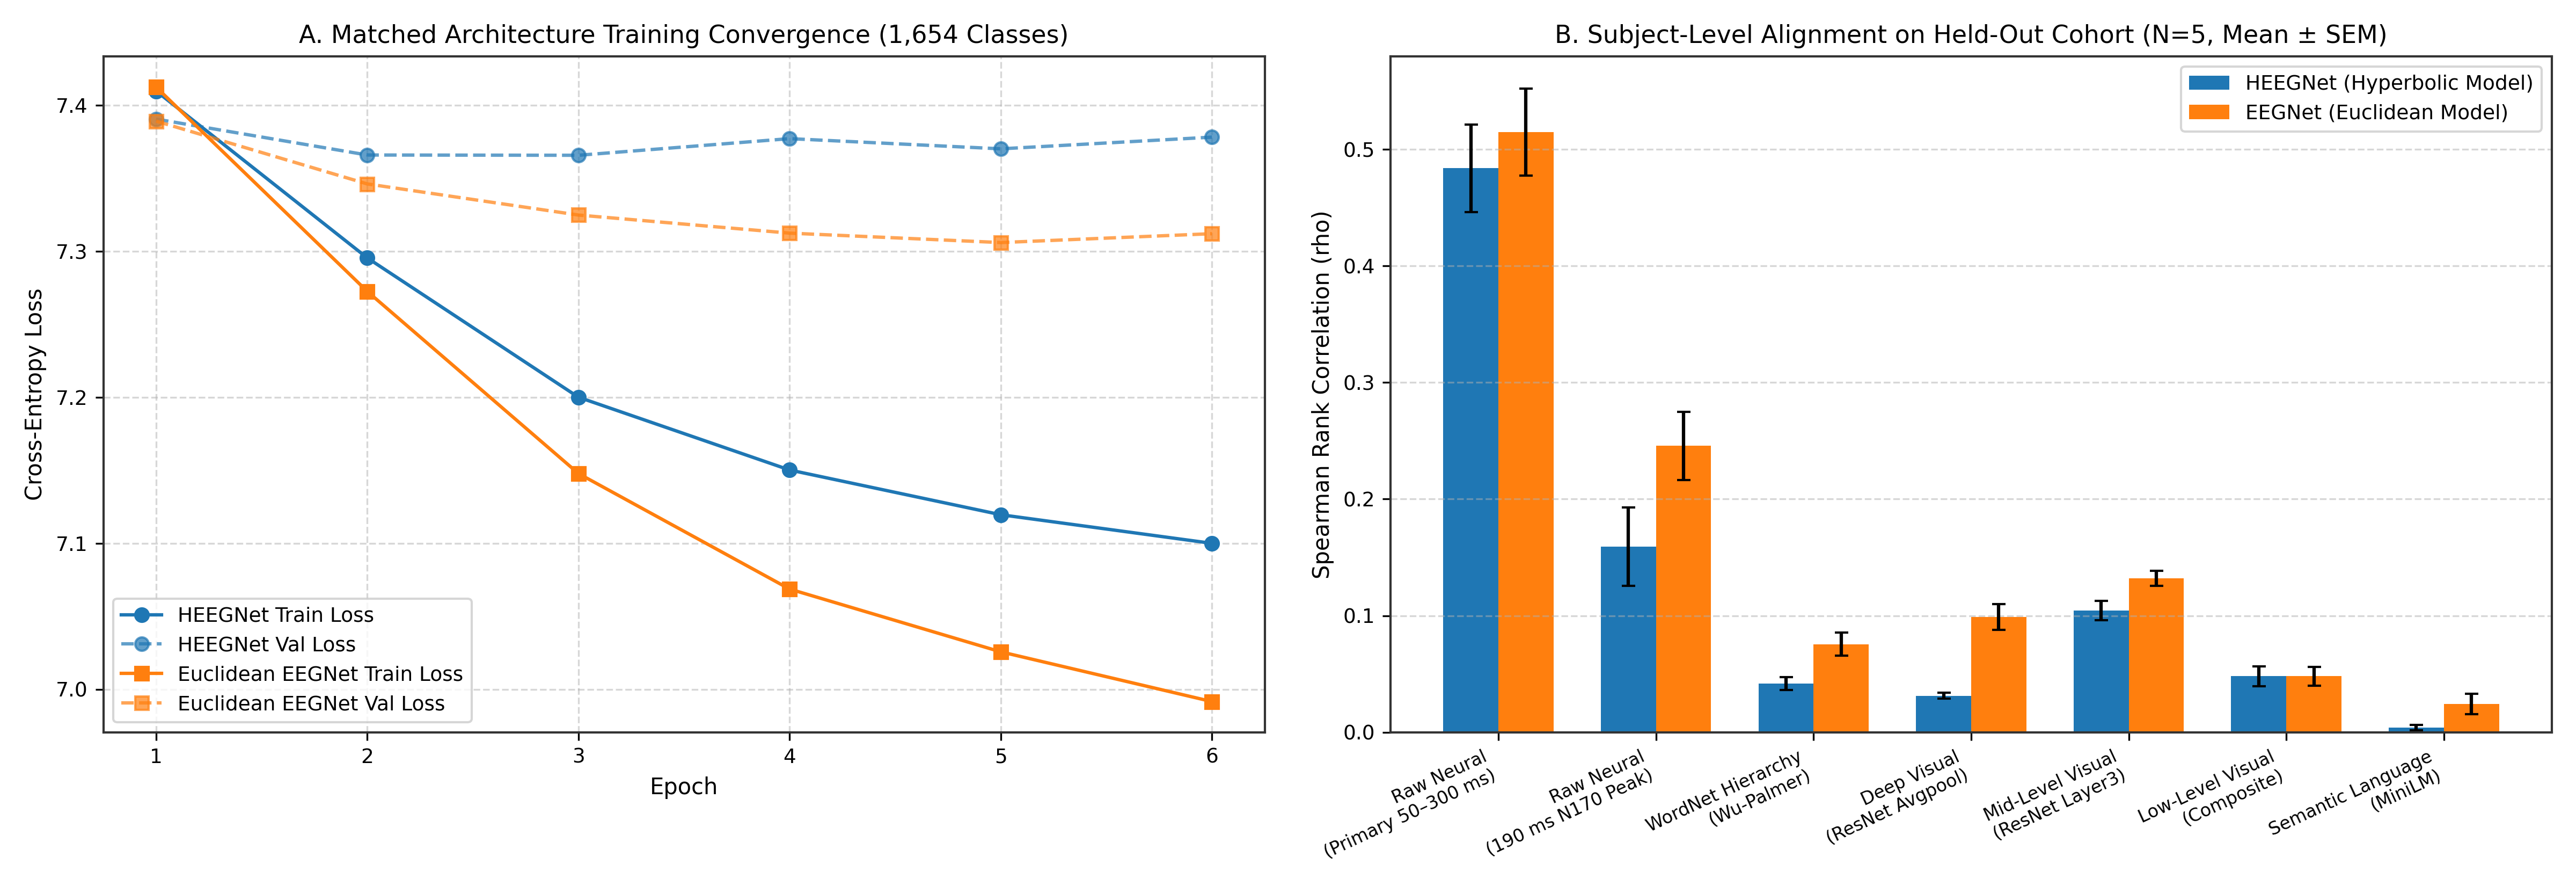 A. Matched Architecture Training Convergence (1,654 Classes)
Cross-Entropy Loss
7.4
7.3
7.2
7.1
7.0
HEEGNet Train Loss
HEEGNet Val Loss
Euclidean EEGNet Train Loss
Euclidean EEGNet Val Loss
1 2 3 4 5 6
Epoch
B. Subject-Level Alignment on Held-Out Cohort (N=5, Mean ± SEM)
HEEGNet (Hyperbolic Model)
EEGNet (Euclidean Model)
Spearman Rank Correlation (rho)
0.5
0.4
0.3
0.2
0.1
0.0
Raw Neural
(Primary 50–300 ms)
Raw Neural
(190 ms N170 Peak)
WordNet Hierarchy
(Wu-Palmer)
Deep Visual
(ResNet Avgpool)
Mid-Level Visual
(ResNet Layer3)
Low-Level Visual
(Composite)
Semantic Language
(MiniLM)